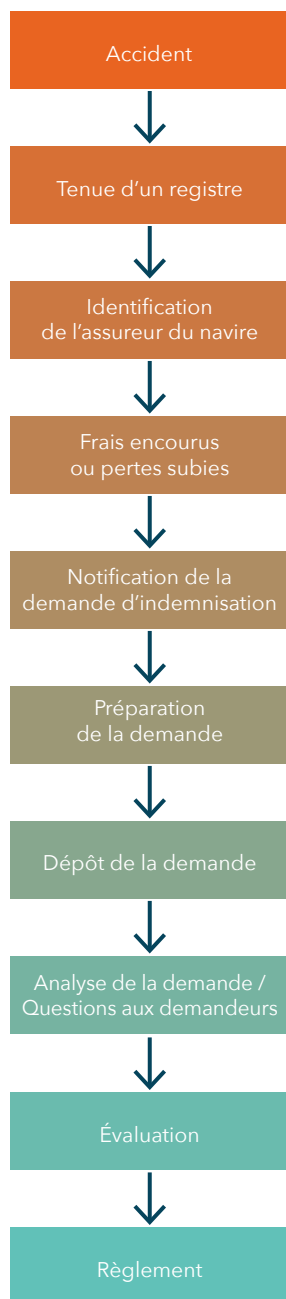 Accident
Tenue d’un registre
Identification
de l’assureur du navire
Frais encourus
ou pertes subies
Notification de la
demande d’indemnisation
Préparation
de la demande
Dépôt de la demande
Analyse de la demande /
Questions aux demandeurs
Évaluation
Règlement